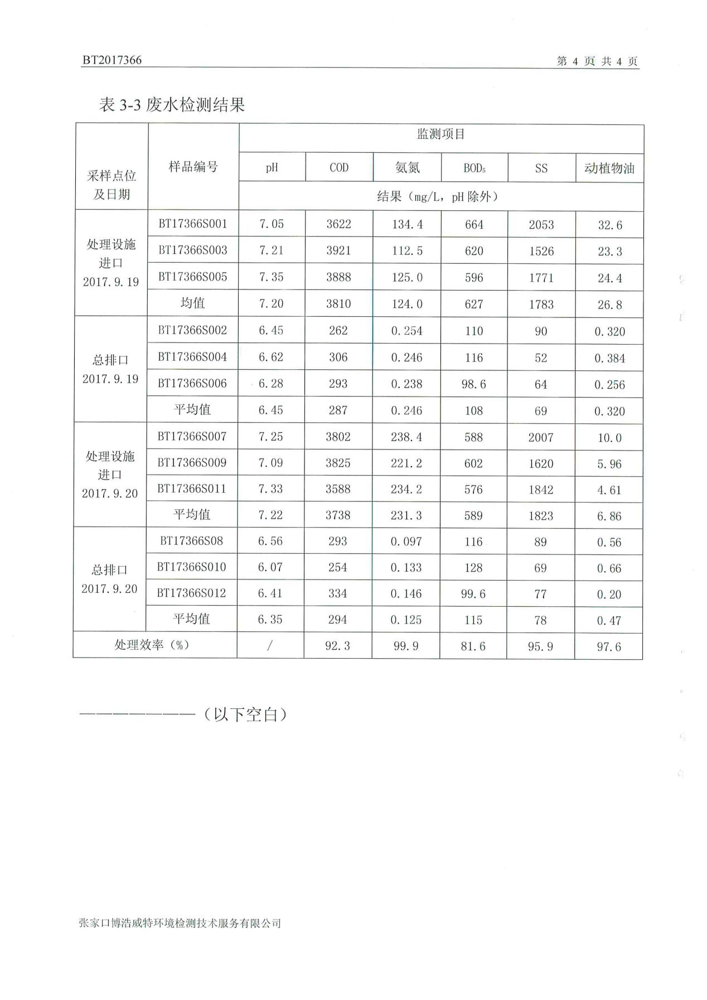 BT2017366 第 4 页 共 4 页
表 3-3 废水检测结果
采样点位及日期 样品编号 监测项目
pH COD 氨氮 BOD₅ SS 动植物油
结果（mg/L，pH 除外）
处理设施进口 2017.9.19
BT17366S001 7.05 3622 134.4 664 2053 32.6
BT17366S003 7.21 3921 112.5 620 1526 23.3
BT17366S005 7.35 3888 125.0 596 1771 24.4
均值 7.20 3810 124.0 627 1783 26.8
总排口 2017.9.19
BT17366S002 6.45 262 0.254 110 90 0.320
BT17366S004 6.62 306 0.246 116 52 0.384
BT17366S006 6.28 293 0.238 98.6 64 0.256
平均值 6.45 287 0.246 108 69 0.320
处理设施进口 2017.9.20
BT17366S007 7.25 3802 238.4 588 2007 10.0
BT17366S009 7.09 3825 221.2 602 1620 5.96
BT17366S011 7.33 3588 234.2 576 1842 4.61
平均值 7.22 3738 231.3 589 1823 6.86
总排口 2017.9.20
BT17366S08 6.56 293 0.097 116 89 0.56
BT17366S010 6.07 254 0.133 128 69 0.66
BT17366S012 6.41 334 0.146 99.6 77 0.20
平均值 6.35 294 0.125 115 78 0.47
处理效率（%） / 92.3 99.9 81.6 95.9 97.6
———————（以下空白）
张家口博浩威特环境检测技术服务有限公司